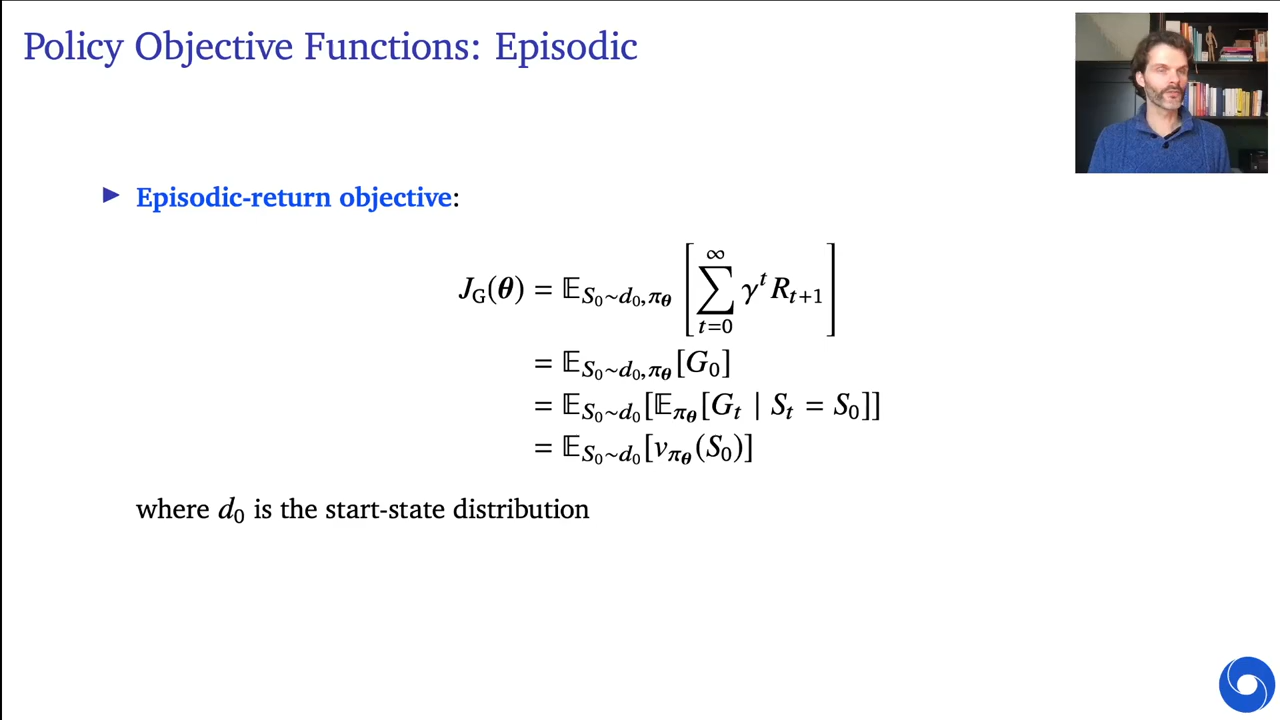 Policy Objective Functions: Episodic
▶ Episodic-return objective:
J_G(θ) = 𝔼_{S_0∼d_0,π_θ} [ ∑_{t=0}^{∞} γ^t R_{t+1} ]
= 𝔼_{S_0∼d_0,π_θ}[G_0]
= 𝔼_{S_0∼d_0}[𝔼_{π_θ}[G_t | S_t = S_0]]
= 𝔼_{S_0∼d_0}[v_{π_θ}(S_0)]
where d_0 is the start-state distribution